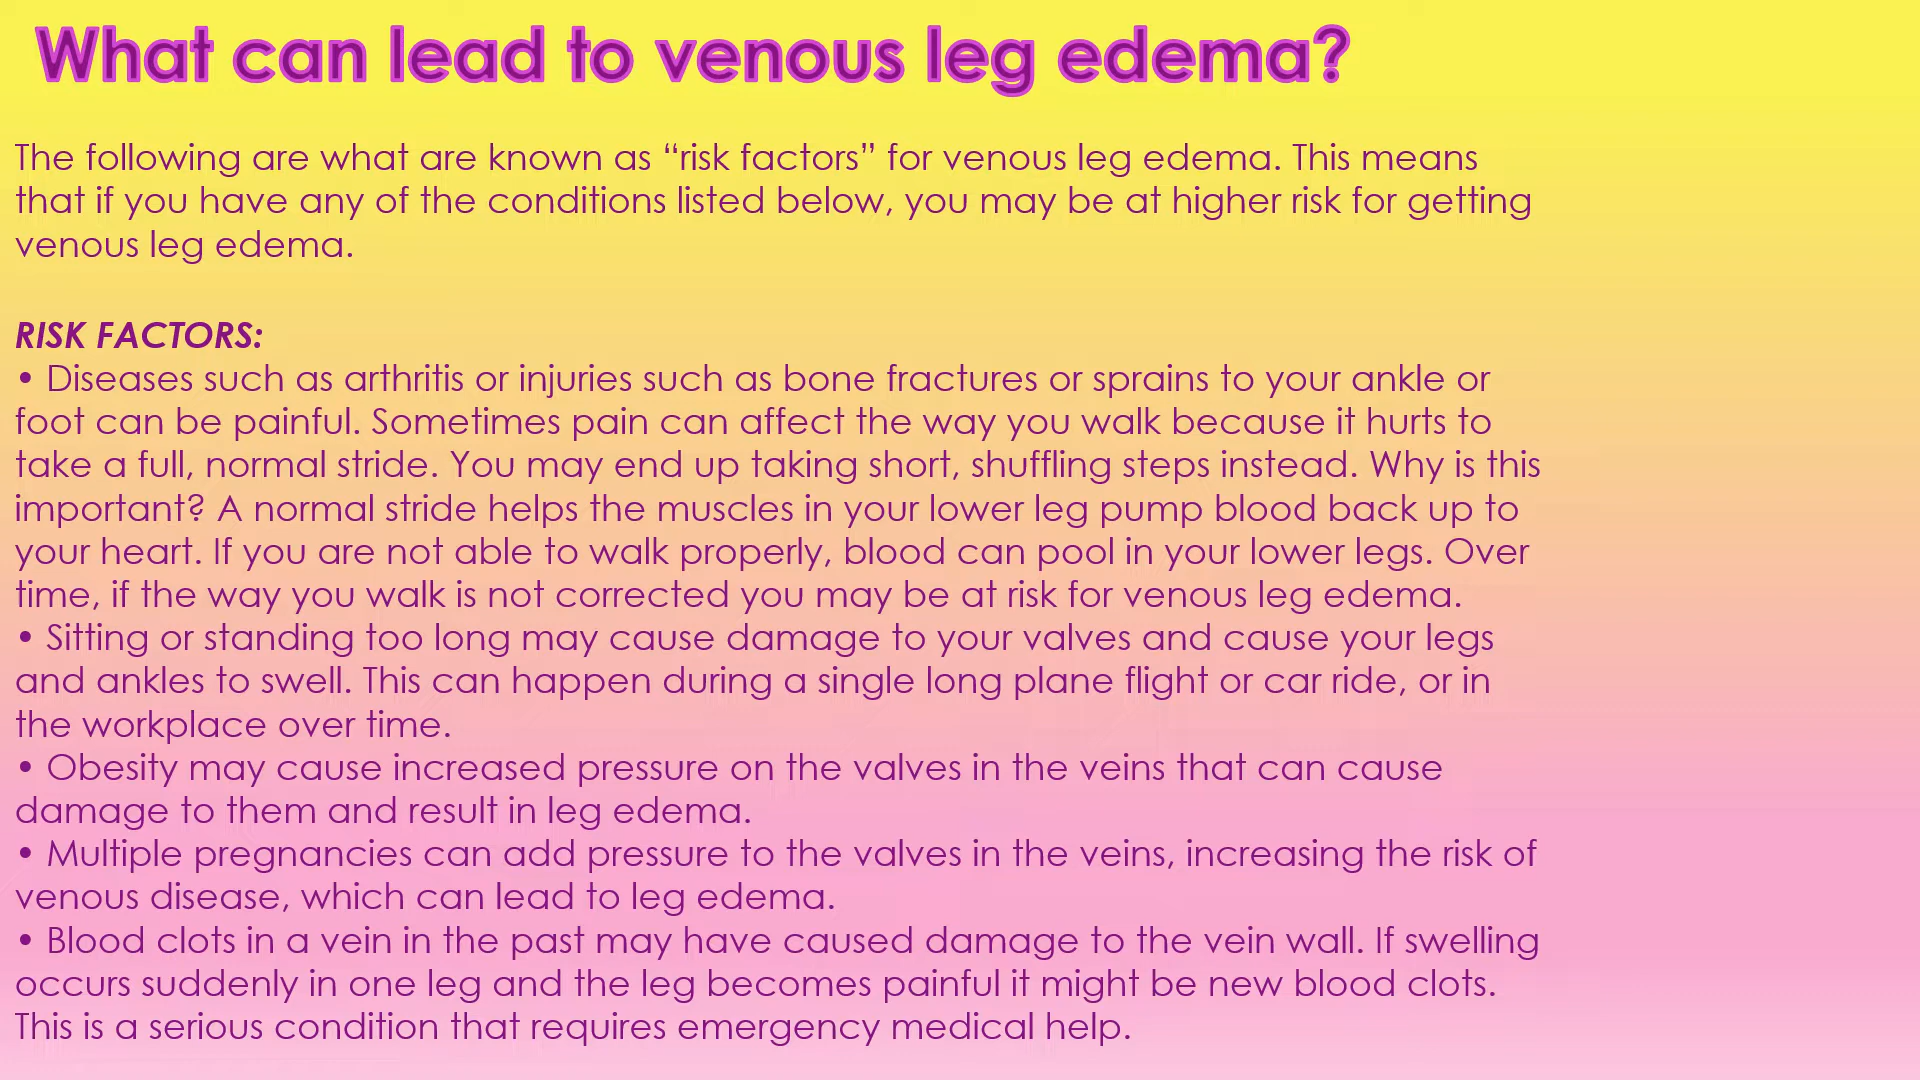 What can lead to venous leg edema?
The following are what are known as “risk factors” for venous leg edema. This means
that if you have any of the conditions listed below, you may be at higher risk for getting
venous leg edema.
RISK FACTORS:
• Diseases such as arthritis or injuries such as bone fractures or sprains to your ankle or
foot can be painful. Sometimes pain can affect the way you walk because it hurts to
take a full, normal stride. You may end up taking short, shuffling steps instead. Why is this
important? A normal stride helps the muscles in your lower leg pump blood back up to
your heart. If you are not able to walk properly, blood can pool in your lower legs. Over
time, if the way you walk is not corrected you may be at risk for venous leg edema.
• Sitting or standing too long may cause damage to your valves and cause your legs
and ankles to swell. This can happen during a single long plane flight or car ride, or in
the workplace over time.
• Obesity may cause increased pressure on the valves in the veins that can cause
damage to them and result in leg edema.
• Multiple pregnancies can add pressure to the valves in the veins, increasing the risk of
venous disease, which can lead to leg edema.
• Blood clots in a vein in the past may have caused damage to the vein wall. If swelling
occurs suddenly in one leg and the leg becomes painful it might be new blood clots.
This is a serious condition that requires emergency medical help.